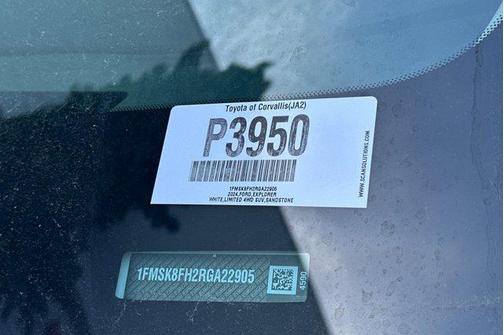 Toyota of Corvallis(JA2)
P3950
1FMSK8FH2RGA22905
2024,FORD,EXPLORER
WHITE,LIMITED 4WD SUV,SANDSTONE
WWW.SCANSOLUTIONS.COM
1FMSK8FH2RGA22905
4590